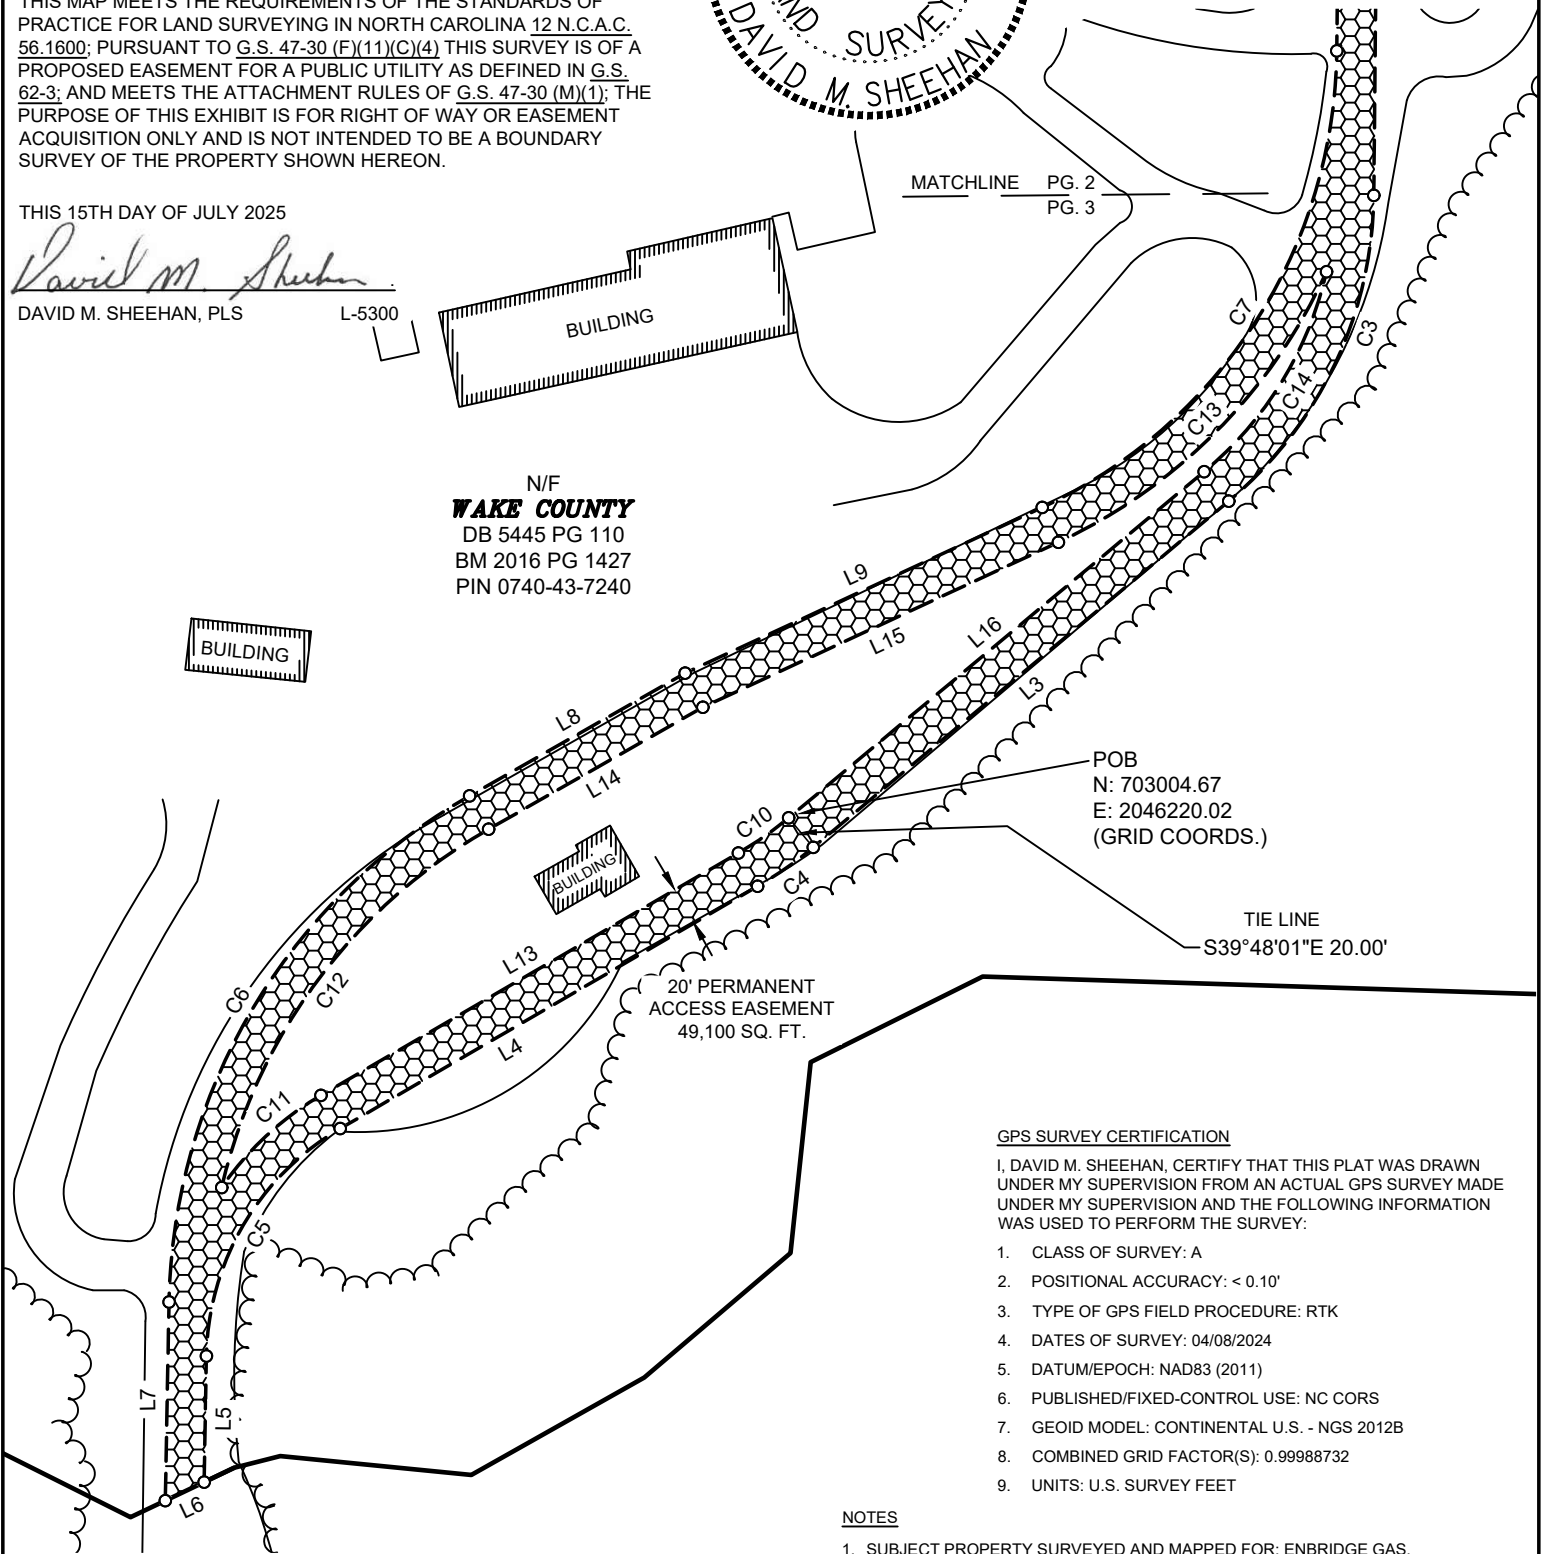 THIS MAP MEETS THE REQUIREMENTS OF THE STANDARDS OF
PRACTICE FOR LAND SURVEYING IN NORTH CAROLINA 12 N.C.A.C.
56.1600; PURSUANT TO G.S. 47-30 (F)(11)(C)(4) THIS SURVEY IS OF A
PROPOSED EASEMENT FOR A PUBLIC UTILITY AS DEFINED IN G.S.
62-3; AND MEETS THE ATTACHMENT RULES OF G.S. 47-30 (M)(1); THE
PURPOSE OF THIS EXHIBIT IS FOR RIGHT OF WAY OR EASEMENT
ACQUISITION ONLY AND IS NOT INTENDED TO BE A BOUNDARY
SURVEY OF THE PROPERTY SHOWN HEREON.
THIS 15TH DAY OF JULY 2025
David M. Sheehan
DAVID M. SHEEHAN, PLS L-5300
SURVEY
DAVID M. SHEEHAN
MATCHLINE PG. 2
PG. 3
BUILDING
C7
C3
C14
C13
N/F
WAKE COUNTY
DB 5445 PG 110
BM 2016 PG 1427
PIN 0740-43-7240
L9
L15
L16
BUILDING
L3
L8
L14
POB
N: 703004.67
E: 2046220.02
(GRID COORDS.)
C10
BUILDING
C4
TIE LINE
S39°48'01"E 20.00'
L13
C6
C12
20' PERMANENT
ACCESS EASEMENT
49,100 SQ. FT.
L4
C11
C5
L7
L5
L6
GPS SURVEY CERTIFICATION
I, DAVID M. SHEEHAN, CERTIFY THAT THIS PLAT WAS DRAWN
UNDER MY SUPERVISION FROM AN ACTUAL GPS SURVEY MADE
UNDER MY SUPERVISION AND THE FOLLOWING INFORMATION
WAS USED TO PERFORM THE SURVEY:
1. CLASS OF SURVEY: A
2. POSITIONAL ACCURACY: < 0.10'
3. TYPE OF GPS FIELD PROCEDURE: RTK
4. DATES OF SURVEY: 04/08/2024
5. DATUM/EPOCH: NAD83 (2011)
6. PUBLISHED/FIXED-CONTROL USE: NC CORS
7. GEOID MODEL: CONTINENTAL U.S. - NGS 2012B
8. COMBINED GRID FACTOR(S): 0.99988732
9. UNITS: U.S. SURVEY FEET
NOTES
1. SUBJECT PROPERTY SURVEYED AND MAPPED FOR: ENBRIDGE GAS.